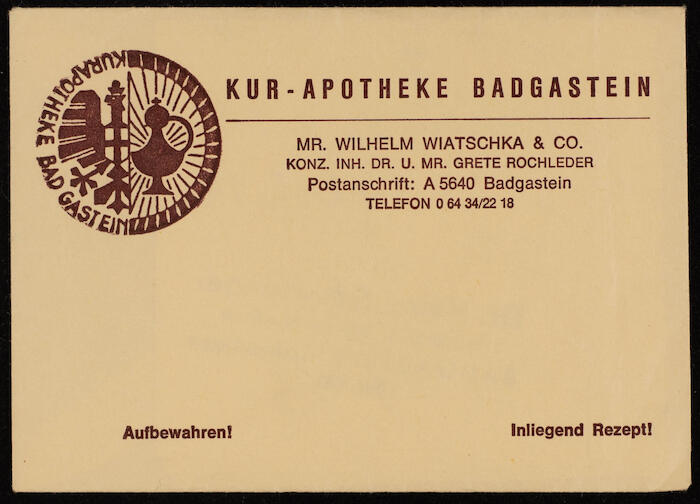 KURAPOTHEKE BAD GASTEIN
KUR-APOTHEKE BADGASTEIN
MR. WILHELM WIATSCHKA & CO.
KONZ. INH. DR. U. MR. GRETE ROCHLEDER
Postanschrift: A 5640 Badgastein
TELEFON 0 64 34/22 18
Aufbewahren!
Inliegend Rezept!